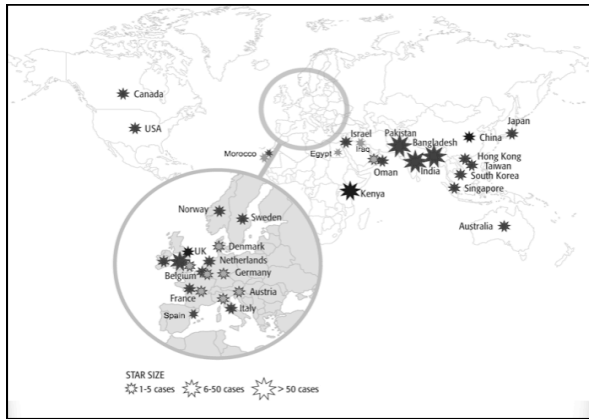 Canada
USA
Morocco
Israel
Iraq
Egypt
Oman
Pakistan
Bangladesh
India
Kenya
China
Japan
Hong Kong
Taiwan
South Korea
Singapore
Australia
Norway
Sweden
UK
Denmark
Netherlands
Belgium
Germany
France
Austria
Spain
Italy
STAR SIZE
1-5 cases
6-50 cases
> 50 cases